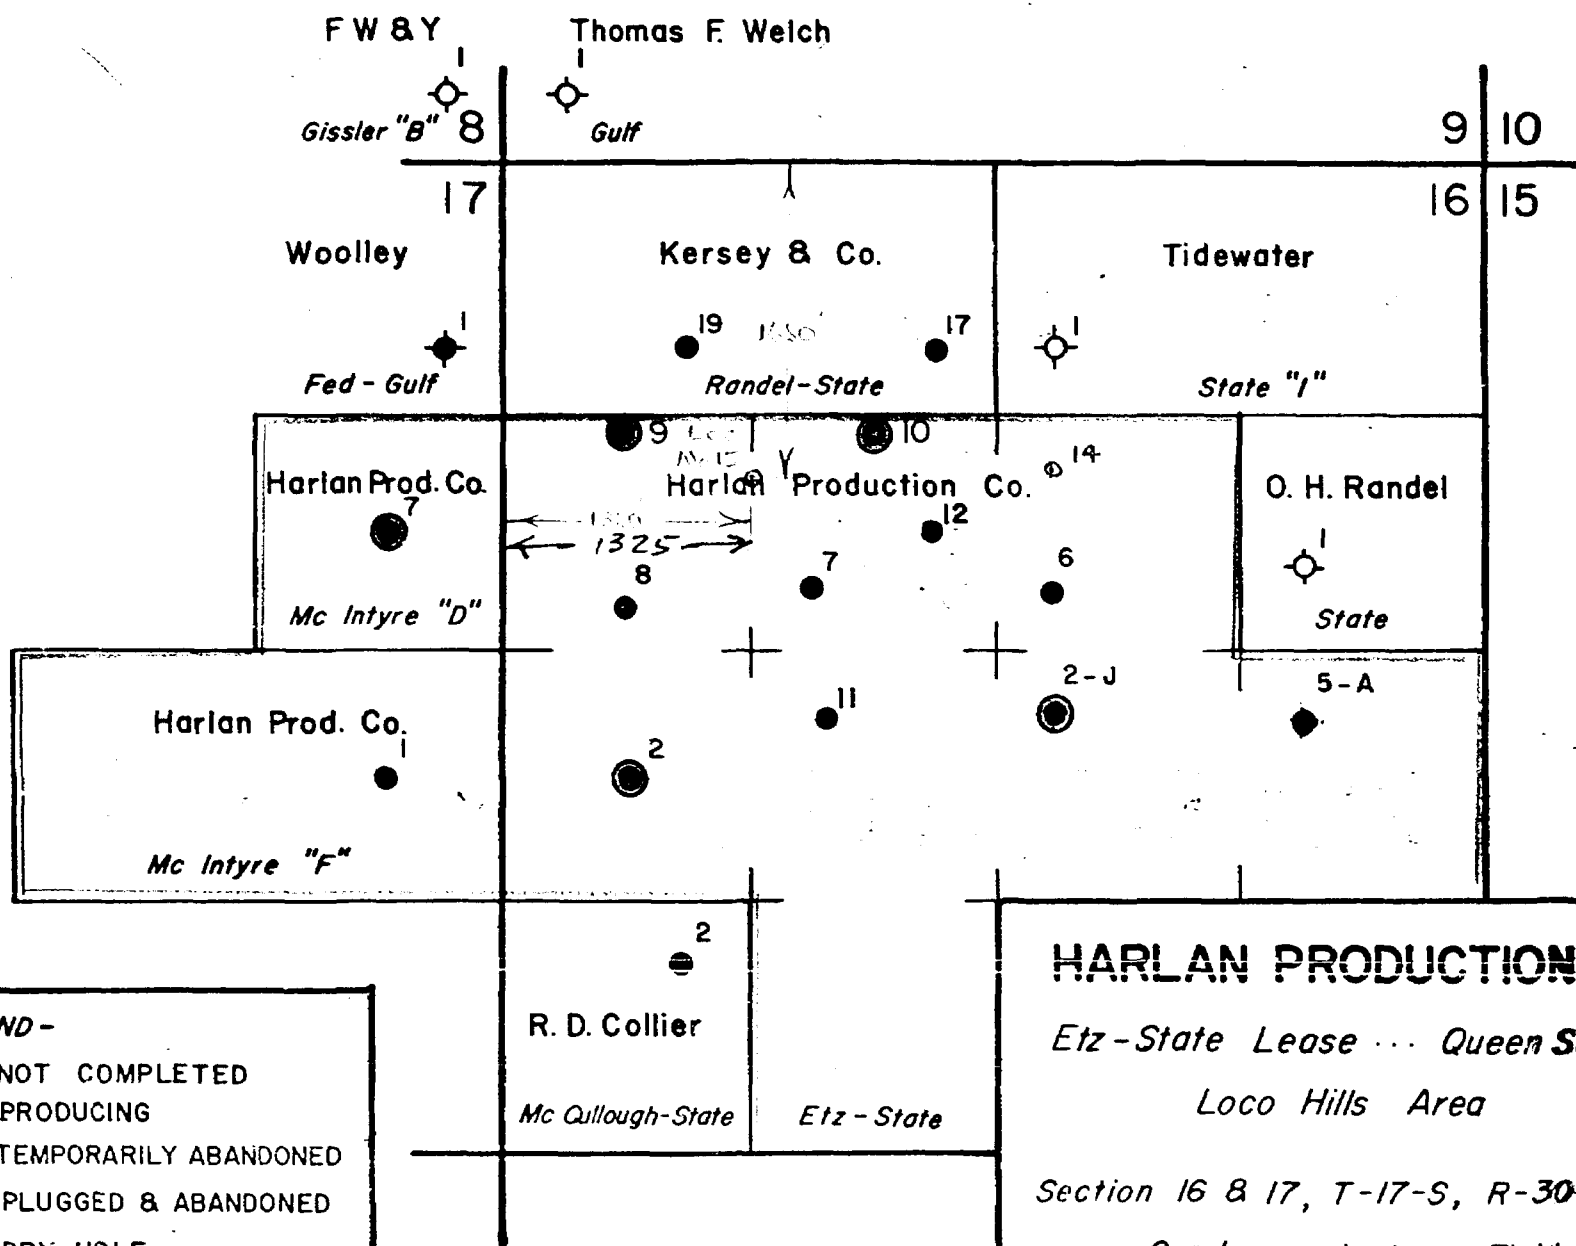 F W & Y
Thomas F. Welch
1
1
Gissler "B"
8
Gulf
9
10
17
16
15
Woolley
Kersey & Co.
Tidewater
1
19
1650'
17
1
Fed-Gulf
Randel-State
State "1"
9
10
14
Harlan Prod. Co.
Harlan Production Co.
O. H. Randel
7
12
1
1325
8
7
6
Mc Intyre "D"
State
2-J
5-A
Harlan Prod. Co.
11
1
2
Mc Intyre "F"
2
HARLAN PRODUCTION
ND-
R. D. Collier
Etz-State Lease ... Queen S
NOT COMPLETED
PRODUCING
Mc Cullough-State
Etz-State
Loco Hills Area
TEMPORARILY ABANDONED
PLUGGED & ABANDONED
Section 16 & 17, T-17-S, R-30-